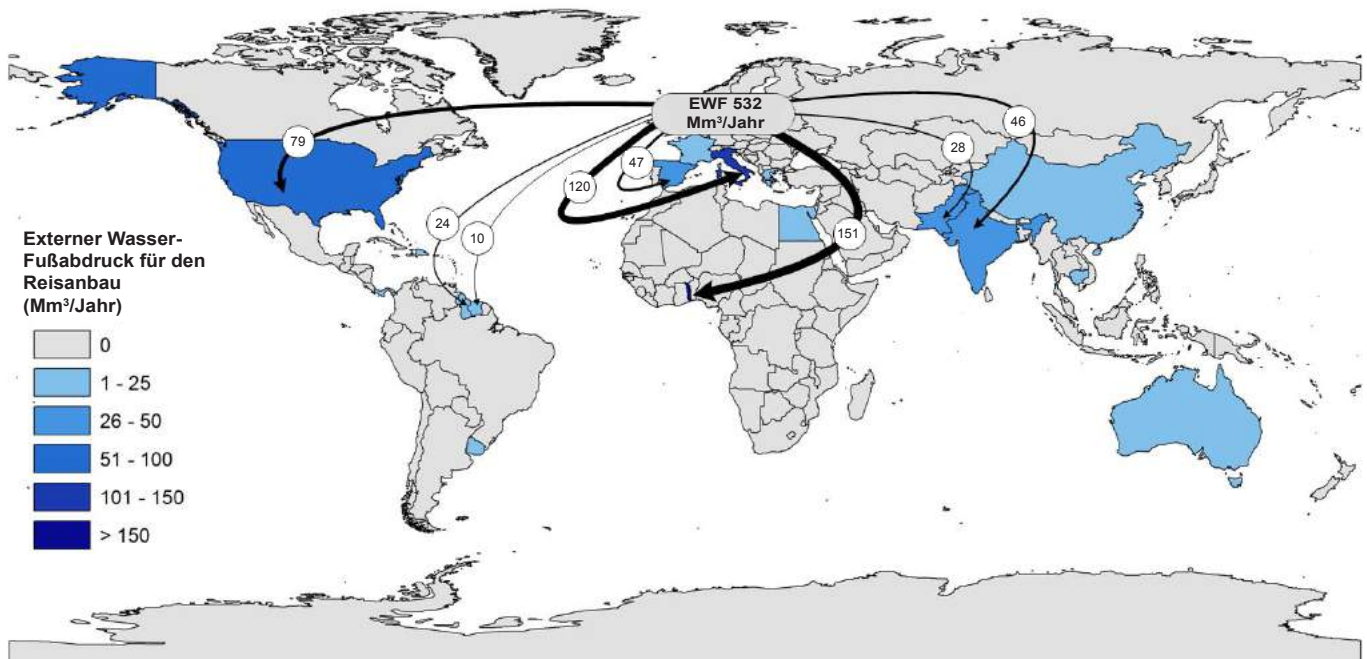 EWF 532
Mm³/Jahr
79
46
28
47
120
24
10
151
Externer Wasser-
Fußabdruck für den
Reisanbau
(Mm³/Jahr)
0
1 - 25
26 - 50
51 - 100
101 - 150
> 150